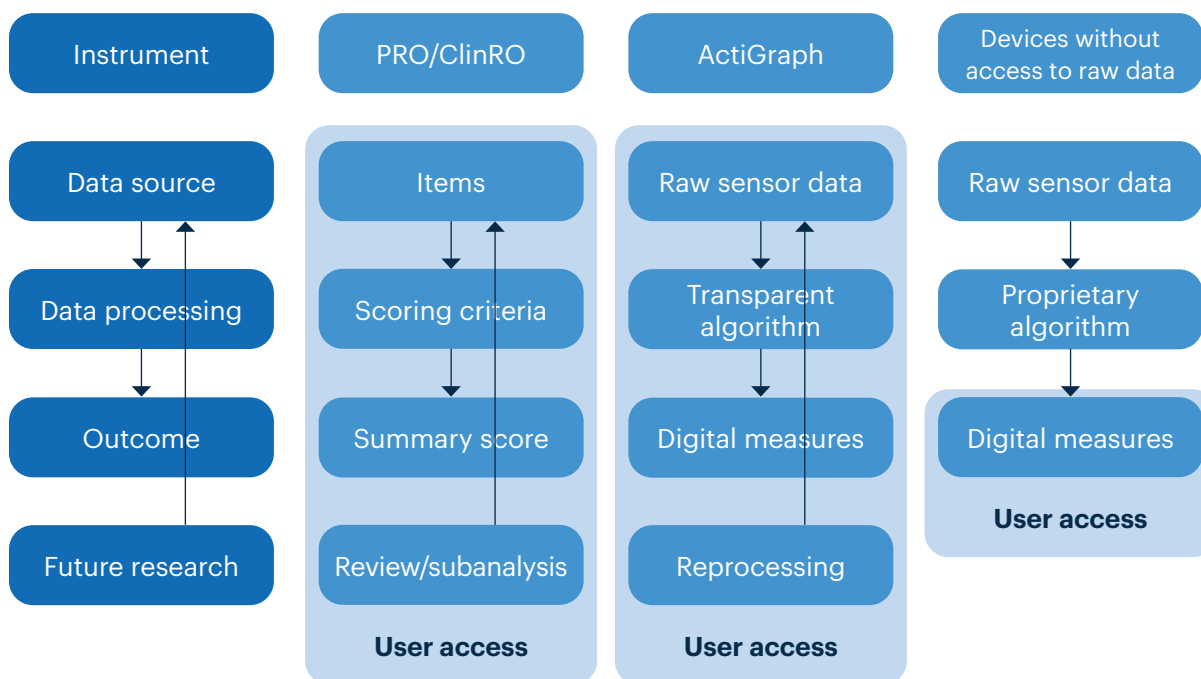 Instrument
PRO/ClinRO
ActiGraph
Devices without
access to raw data
Data source
Items
Raw sensor data
Raw sensor data
Data processing
Scoring criteria
Transparent
algorithm
Proprietary
algorithm
Outcome
Summary score
Digital measures
Digital measures
User access
Future research
Review/subanalysis
Reprocessing
User access
User access